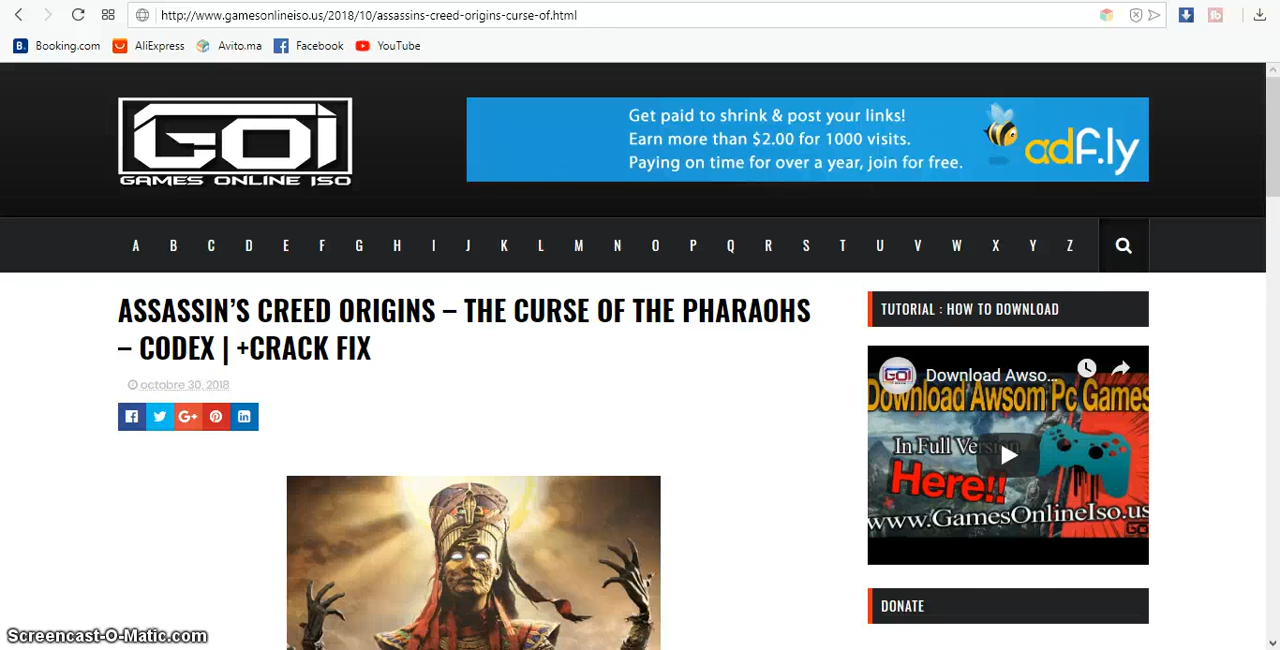 http://www.gamesonlineiso.us/2018/10/assassins-creed-origins-curse-of.html
B. Booking.com AliExpress Avito.ma Facebook YouTube
GOI
GAMES ONLINE ISO
Get paid to shrink & post your links!
Earn more than $2.00 for 1000 visits.
Paying on time for over a year, join for free.
adf.ly
A B C D E F G H I J K L M N O P Q R S T U V W X Y Z
ASSASSIN’S CREED ORIGINS – THE CURSE OF THE PHARAOHS
– CODEX | +CRACK FIX
octobre 30, 2018
TUTORIAL : HOW TO DOWNLOAD
GOI
Download Awso...
Download Awsom Pc Games
In Full
Here!!
www.GamesOnlineIso.us
GOI
DONATE
Screencast-O-Matic.com